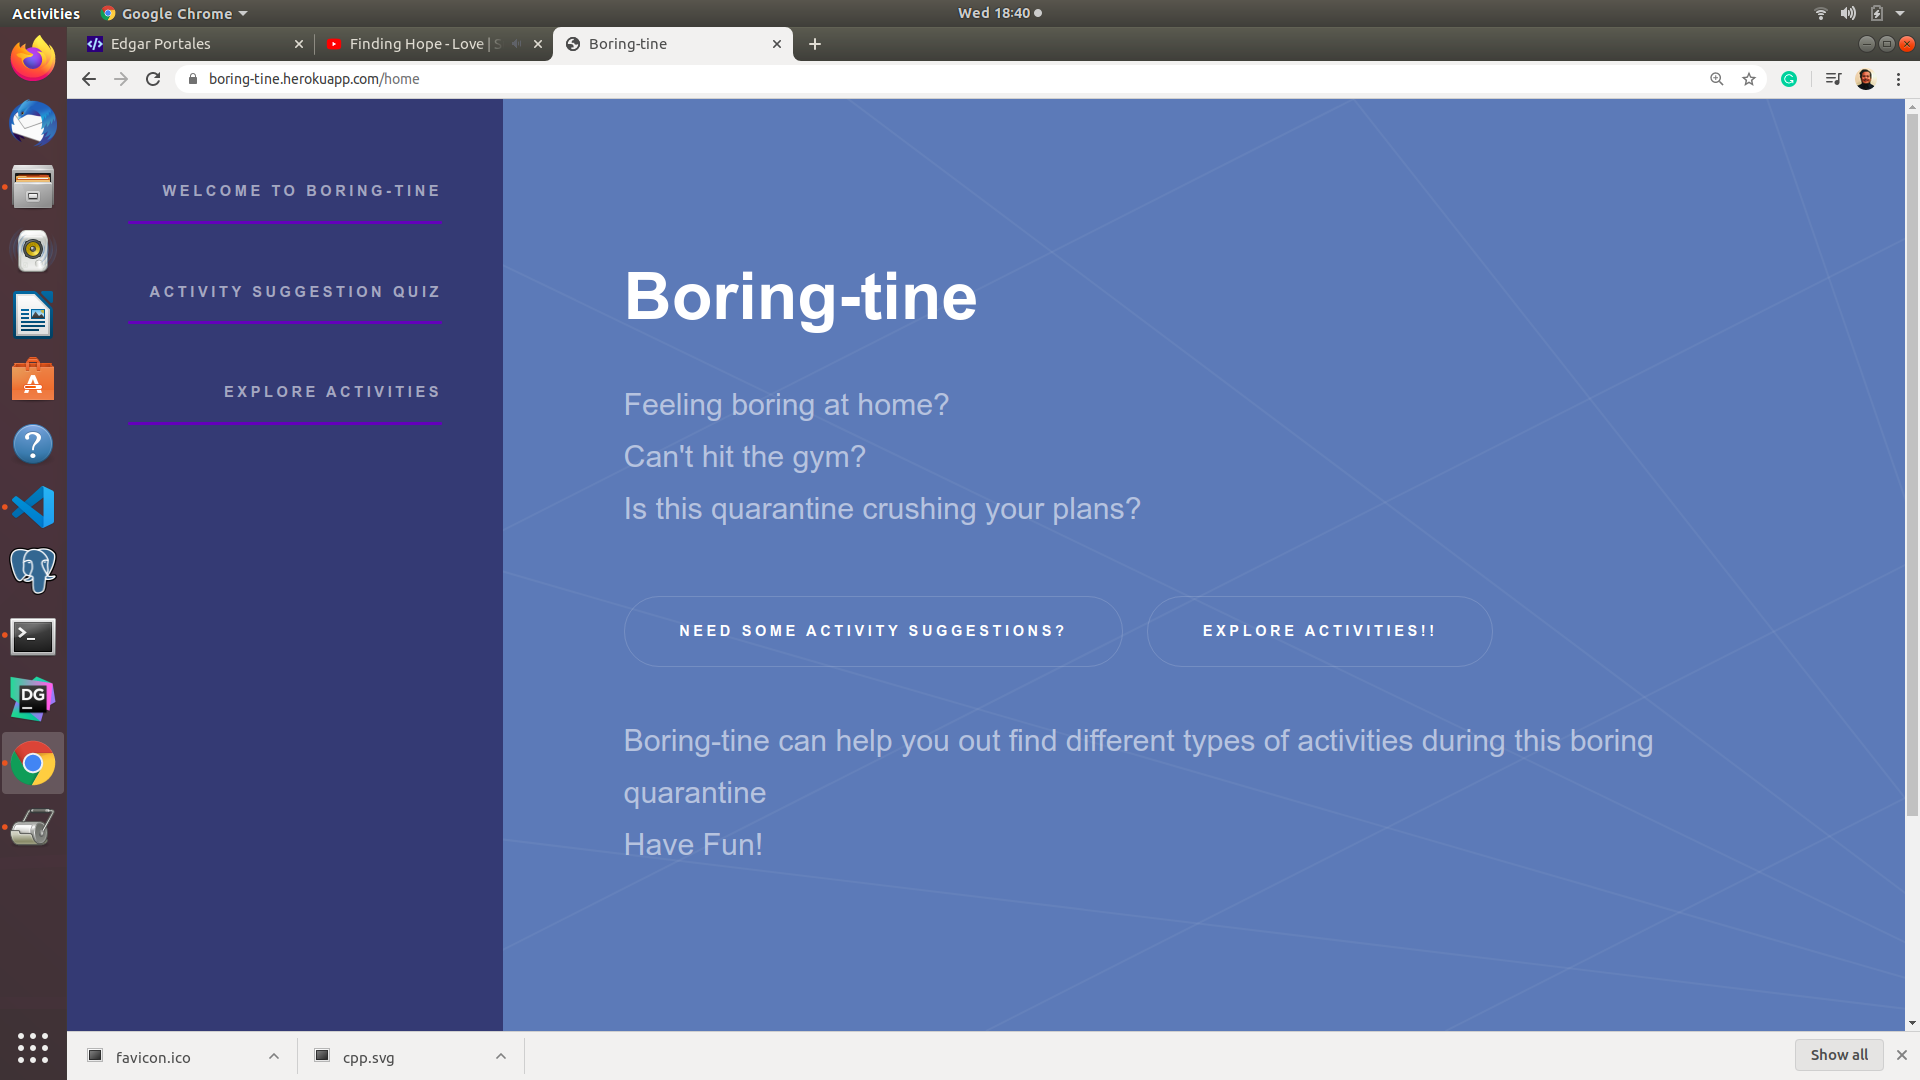 Activities
Google Chrome
Wed 18:40
Edgar Portales
Finding Hope - Love | S
Boring-tine
boring-tine.herokuapp.com/home
WELCOME TO BORING-TINE
ACTIVITY SUGGESTION QUIZ
EXPLORE ACTIVITIES
Boring-tine
Feeling boring at home?
Can't hit the gym?
Is this quarantine crushing your plans?
NEED SOME ACTIVITY SUGGESTIONS?
EXPLORE ACTIVITIES!!
Boring-tine can help you out find different types of activities during this boring
quarantine
Have Fun!
DG
favicon.ico
cpp.svg
Show all